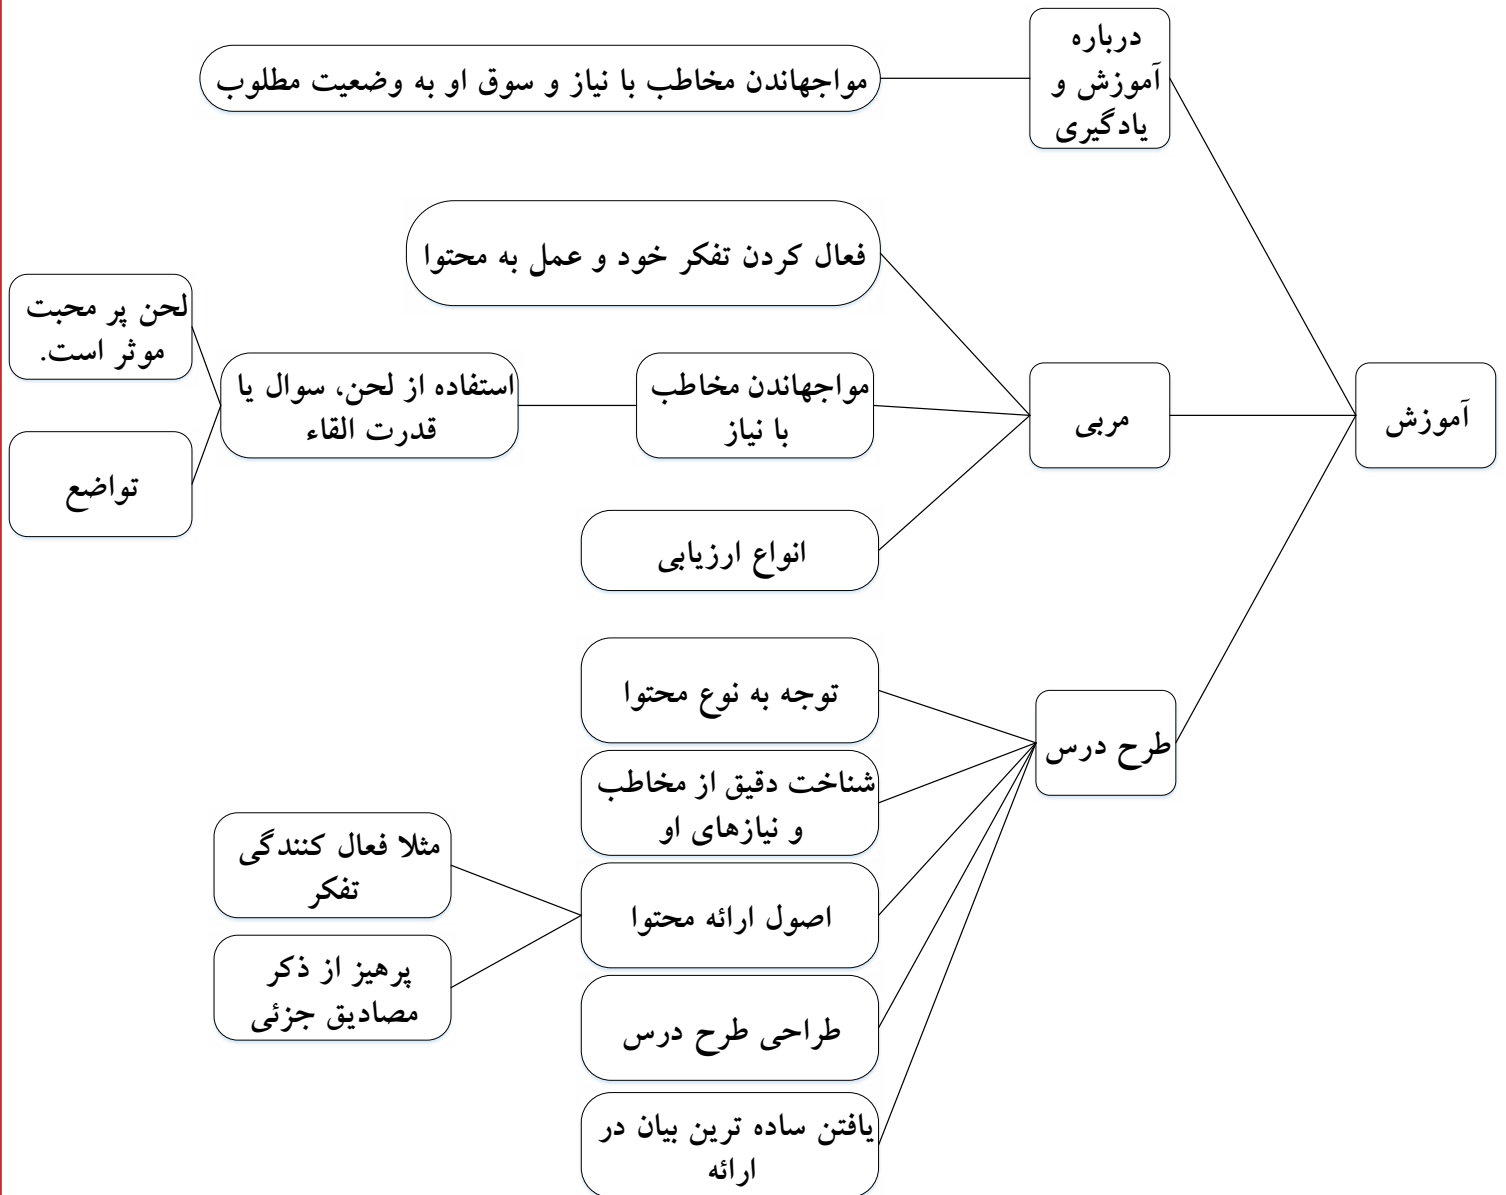 آموزش
درباره
آموزش و
یادگیری
مواجهاندن مخاطب با نیاز و سوق او به وضعیت مطلوب
مربی
فعال کردن تفکر خود و عمل به محتوا
مواجهاندن مخاطب
با نیاز
استفاده از لحن، سوال یا
قدرت القاء
لحن پر محبت
موثر است.
تواضع
انواع ارزیابی
طرح درس
توجه به نوع محتوا
شناخت دقیق از مخاطب
و نیازهای او
اصول ارائه محتوا
مثلا فعال کنندگی
تفکر
پرهیز از ذکر
مصادیق جزئی
طراحی طرح درس
یافتن ساده ترین بیان در
ارائه